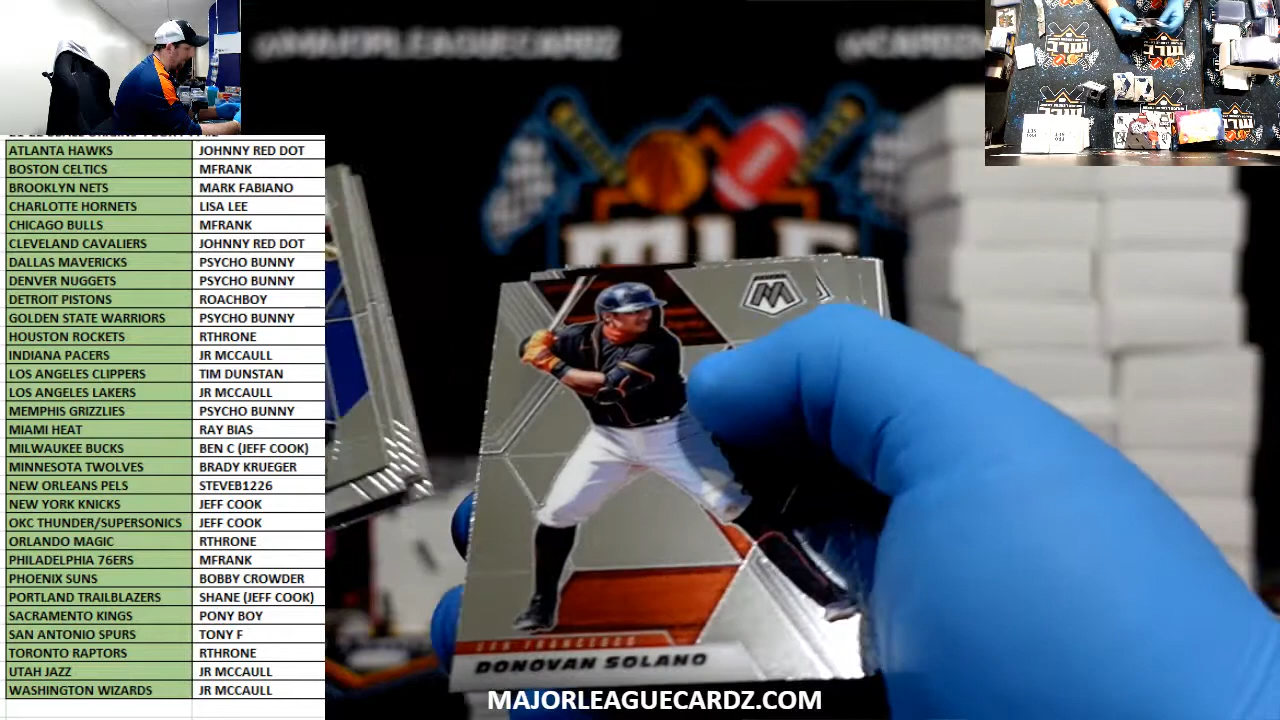 @MAJORLEAGUECARDZ
ATLANTA HAWKS JOHNNY RED DOT
BOSTON CELTICS MFRANK
BROOKLYN NETS MARK FABIANO
CHARLOTTE HORNETS LISA LEE
CHICAGO BULLS MFRANK
CLEVELAND CAVALIERS JOHNNY RED DOT
DALLAS MAVERICKS PSYCHO BUNNY
DENVER NUGGETS PSYCHO BUNNY
DETROIT PISTONS ROACHBOY
GOLDEN STATE WARRIORS PSYCHO BUNNY
HOUSTON ROCKETS RTHRONE
INDIANA PACERS JR MCCAULL
LOS ANGELES CLIPPERS TIM DUNSTAN
LOS ANGELES LAKERS JR MCCAULL
MEMPHIS GRIZZLIES PSYCHO BUNNY
MIAMI HEAT RAY BIAS
MILWAUKEE BUCKS BEN C (JEFF COOK)
MINNESOTA TWOLVES BRADY KRUEGER
NEW ORLEANS PELS STEVEB1226
NEW YORK KNICKS JEFF COOK
OKC THUNDER/SUPERSONICS JEFF COOK
ORLANDO MAGIC RTHRONE
PHILADELPHIA 76ERS MFRANK
PHOENIX SUNS BOBBY CROWDER
PORTLAND TRAILBLAZERS SHANE (JEFF COOK)
SACRAMENTO KINGS PONY BOY
SAN ANTONIO SPURS TONY F
TORONTO RAPTORS RTHRONE
UTAH JAZZ JR MCCAULL
WASHINGTON WIZARDS JR MCCAULL
SAN FRANCISCO
DONOVAN SOLANO
MAJORLEAGUECARDZ.COM